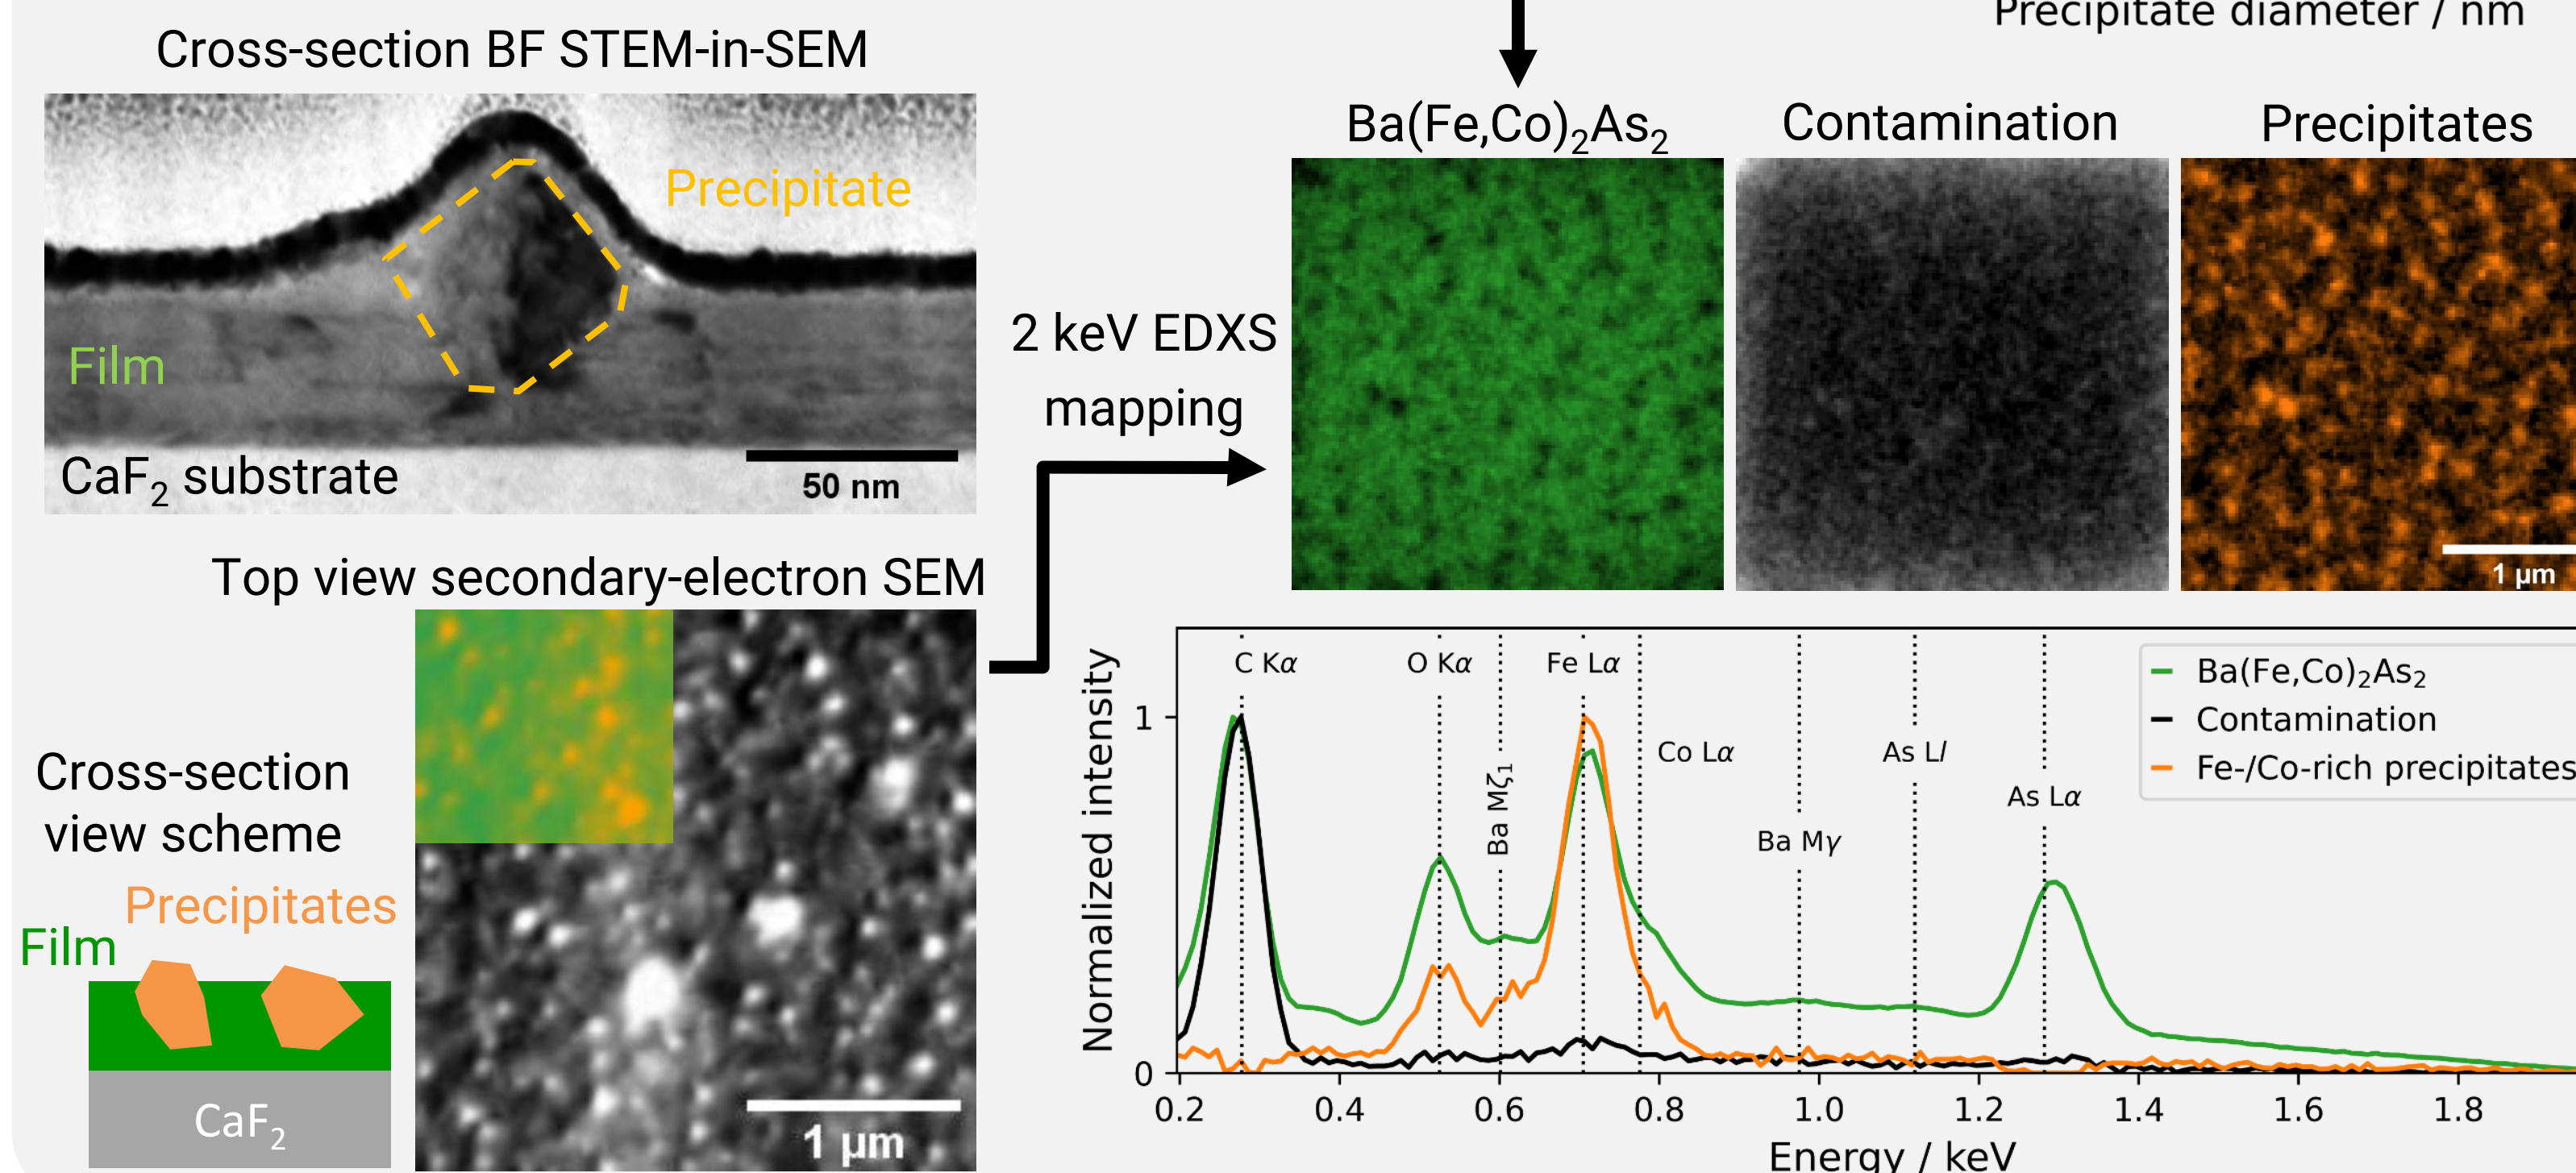 Precipitate diameter / nm
Cross-section BF STEM-in-SEM
Precipitate
Film
CaF₂ substrate
50 nm
2 keV EDXS
mapping
Ba(Fe,Co)₂As₂
Contamination
Precipitates
1 µm
Top view secondary-electron SEM
1 µm
Cross-section
view scheme
Precipitates
Film
CaF₂
Normalized intensity
1
0
C Kα
O Kα
Ba Mζ₁
Fe Lα
Co Lα
Ba Mγ
As Ll
As Lα
Ba(Fe,Co)₂As₂
Contamination
Fe-/Co-rich precipitates
0.2 0.4 0.6 0.8 1.0 1.2 1.4 1.6 1.8
Energy / keV